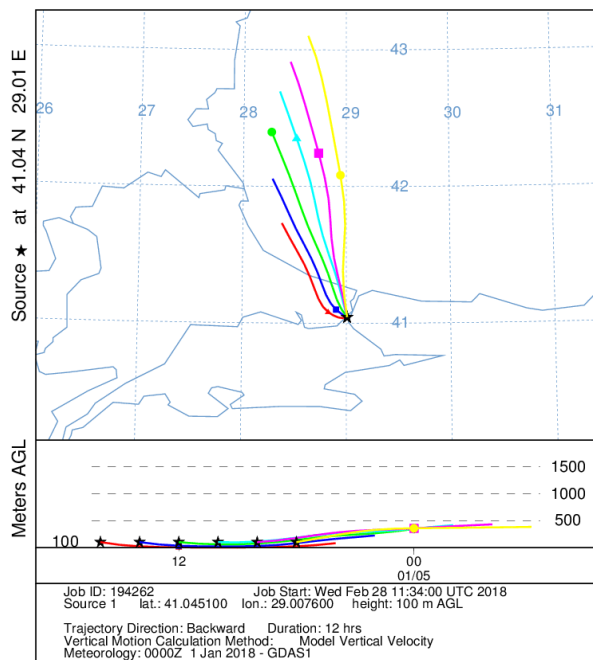 Source ★ at 41.04 N 29.01 E
43
26
27
28
29
30
31
42
41
Meters AGL
1500
1000
500
100
12
00
01/05
Job ID: 194262 Job Start: Wed Feb 28 11:34:00 UTC 2018
Source 1 lat.: 41.045100 lon.: 29.007600 height: 100 m AGL
Trajectory Direction: Backward Duration: 12 hrs
Vertical Motion Calculation Method: Model Vertical Velocity
Meteorology: 0000Z 1 Jan 2018 - GDAS1